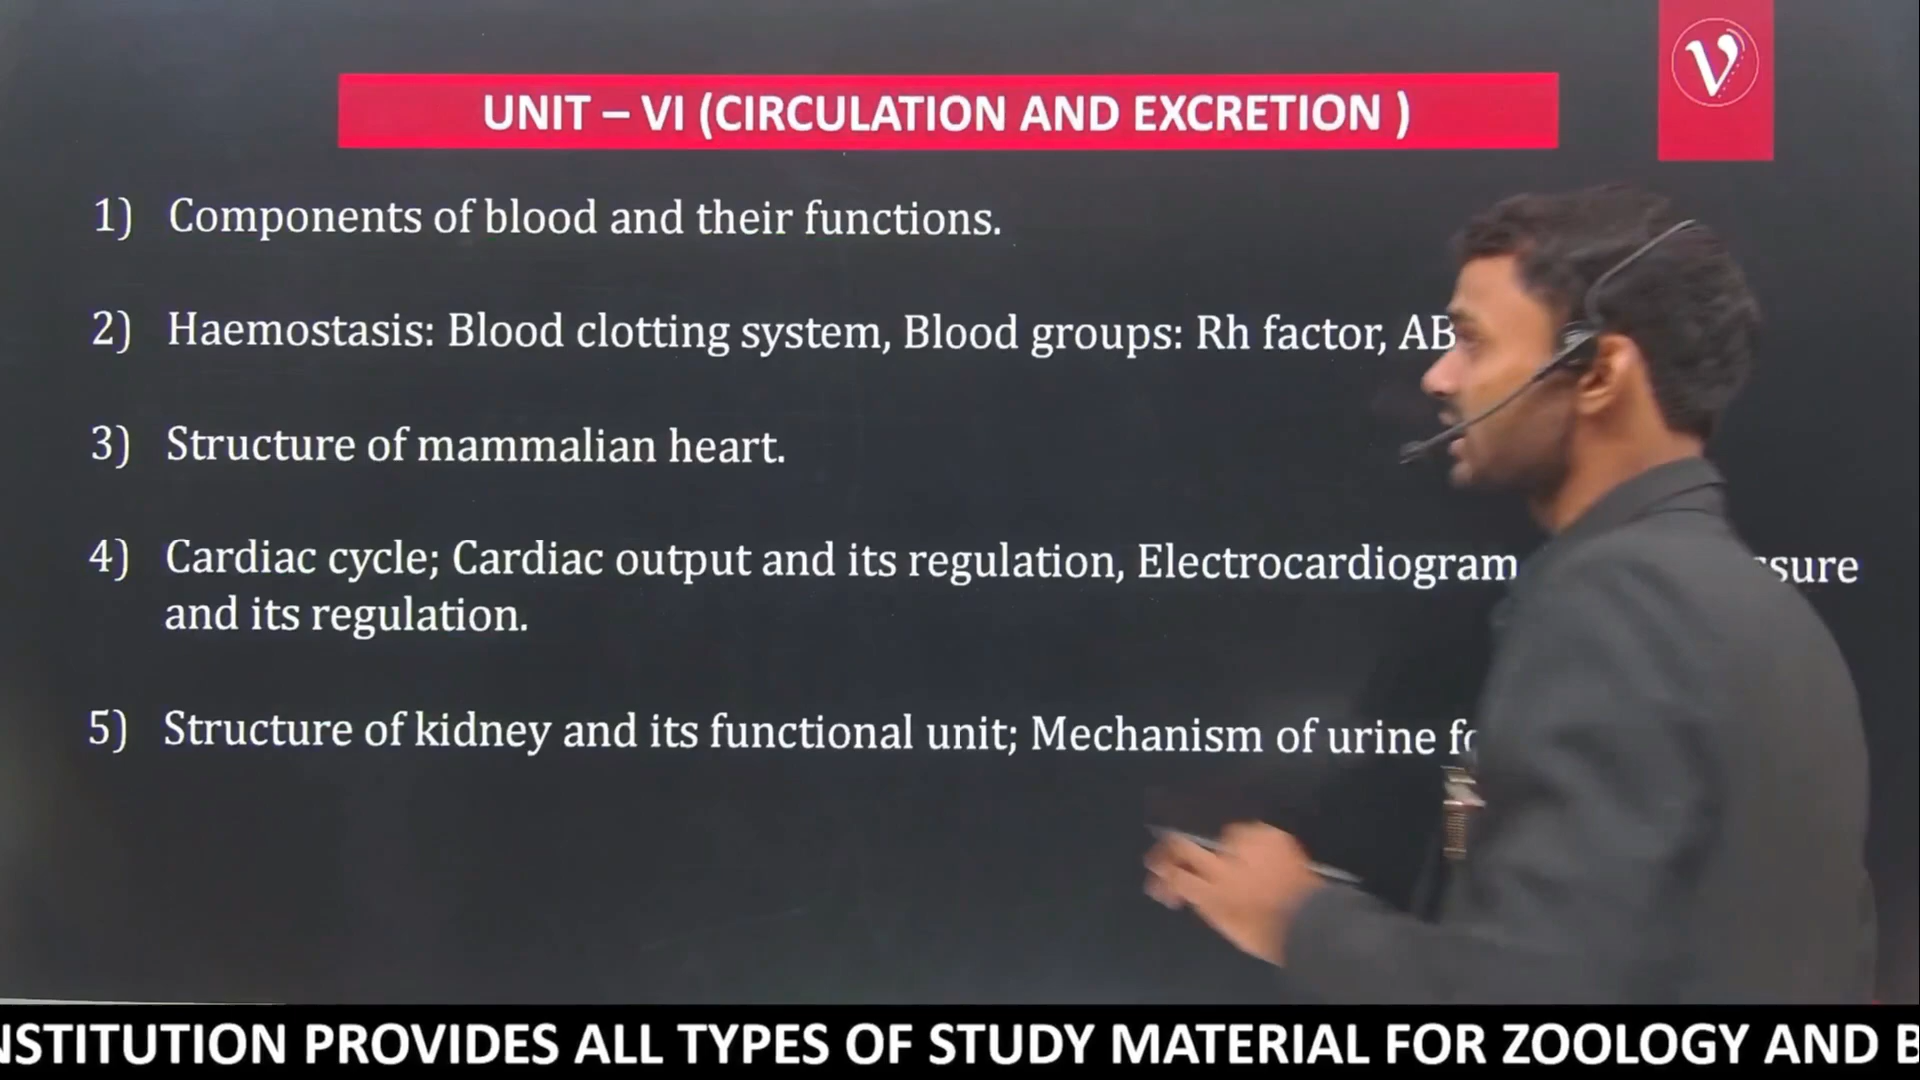 V
UNIT – VI (CIRCULATION AND EXCRETION )
1) Components of blood and their functions.
2) Haemostasis: Blood clotting system, Blood groups: Rh factor, AB
3) Structure of mammalian heart.
4) Cardiac cycle; Cardiac output and its regulation, Electrocardiogram
and its regulation.
5) Structure of kidney and its functional unit; Mechanism of urine
NSTITUTION PROVIDES ALL TYPES OF STUDY MATERIAL FOR ZOOLOGY AND B